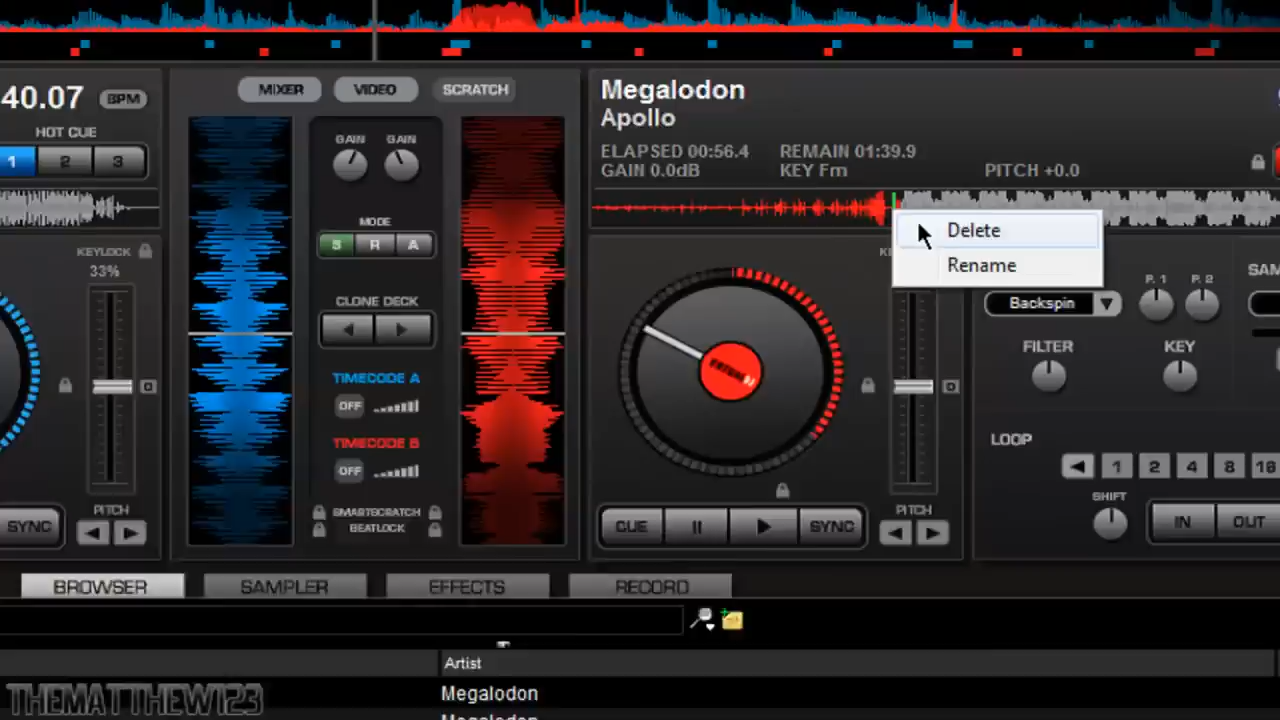 40.07 BPM
HOT CUE
1 2 3
KEYLOCK
33%
PITCH
SYNC
MIXER VIDEO SCRATCH
GAIN GAIN
MODE
S R A
CLONE DECK
TIMECODE A
OFF
TIMECODE B
OFF
SMARTSCRATCH
BEATLOCK
Megalodon
Apollo
ELAPSED 00:56.4 REMAIN 01:39.9
GAIN 0.0dB KEY Fm PITCH +0.0
Delete
Rename
P. 1 P. 2
Backspin
FILTER KEY
LOOP
1 2 4 8 16
SHIFT
IN OUT
CUE SYNC
PITCH
BROWSER SAMPLER EFFECTS RECORD
Artist
Megalodon
THEMATTHEW123